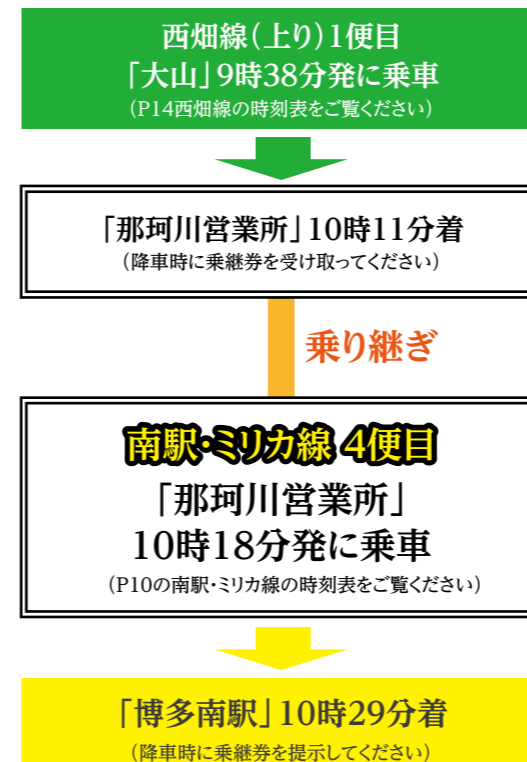 西畑線(上り)1便目
「大山」9時38分発に乗車
(P14西畑線の時刻表をご覧ください)
「那珂川営業所」10時11分着
(降車時に乗継券を受け取ってください)
乗り継ぎ
南駅・ミリカ線 4便目
「那珂川営業所」
10時18分発に乗車
(P10の南駅・ミリカ線の時刻表をご覧ください)
「博多南駅」10時29分着
(降車時に乗継券を提示してください)